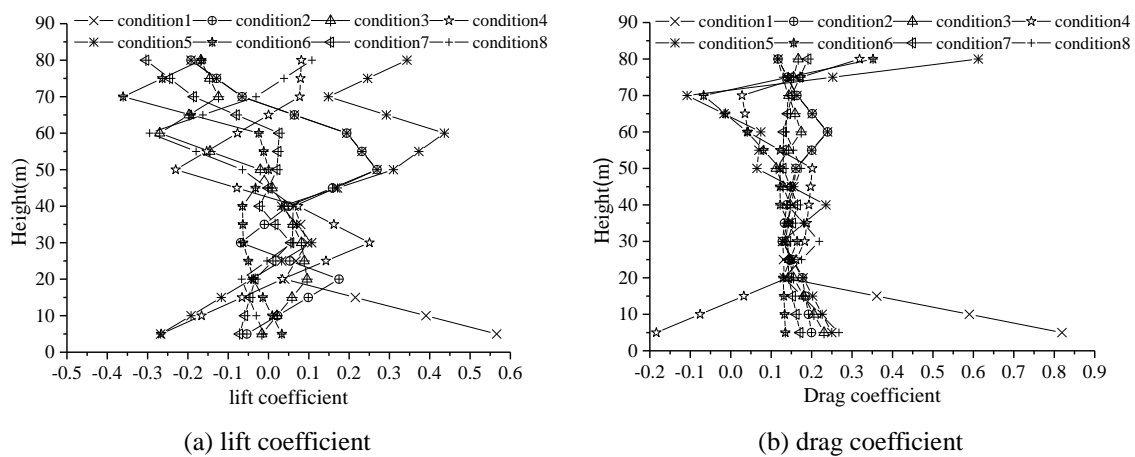 condition1 condition2 condition3 condition4
condition5 condition6 condition7 condition8
90
80
70
60
50
40
30
20
10
0
Height(m)
-0.5 -0.4 -0.3 -0.2 -0.1 0.0 0.1 0.2 0.3 0.4 0.5 0.6
lift coefficient
(a) lift coefficient
condition1 condition2 condition3 condition4
condition5 condition6 condition7 condition8
90
80
70
60
50
40
30
20
10
0
Height(m)
-0.2 -0.1 0.0 0.1 0.2 0.3 0.4 0.5 0.6 0.7 0.8 0.9
Drag coefficient
(b) drag coefficient